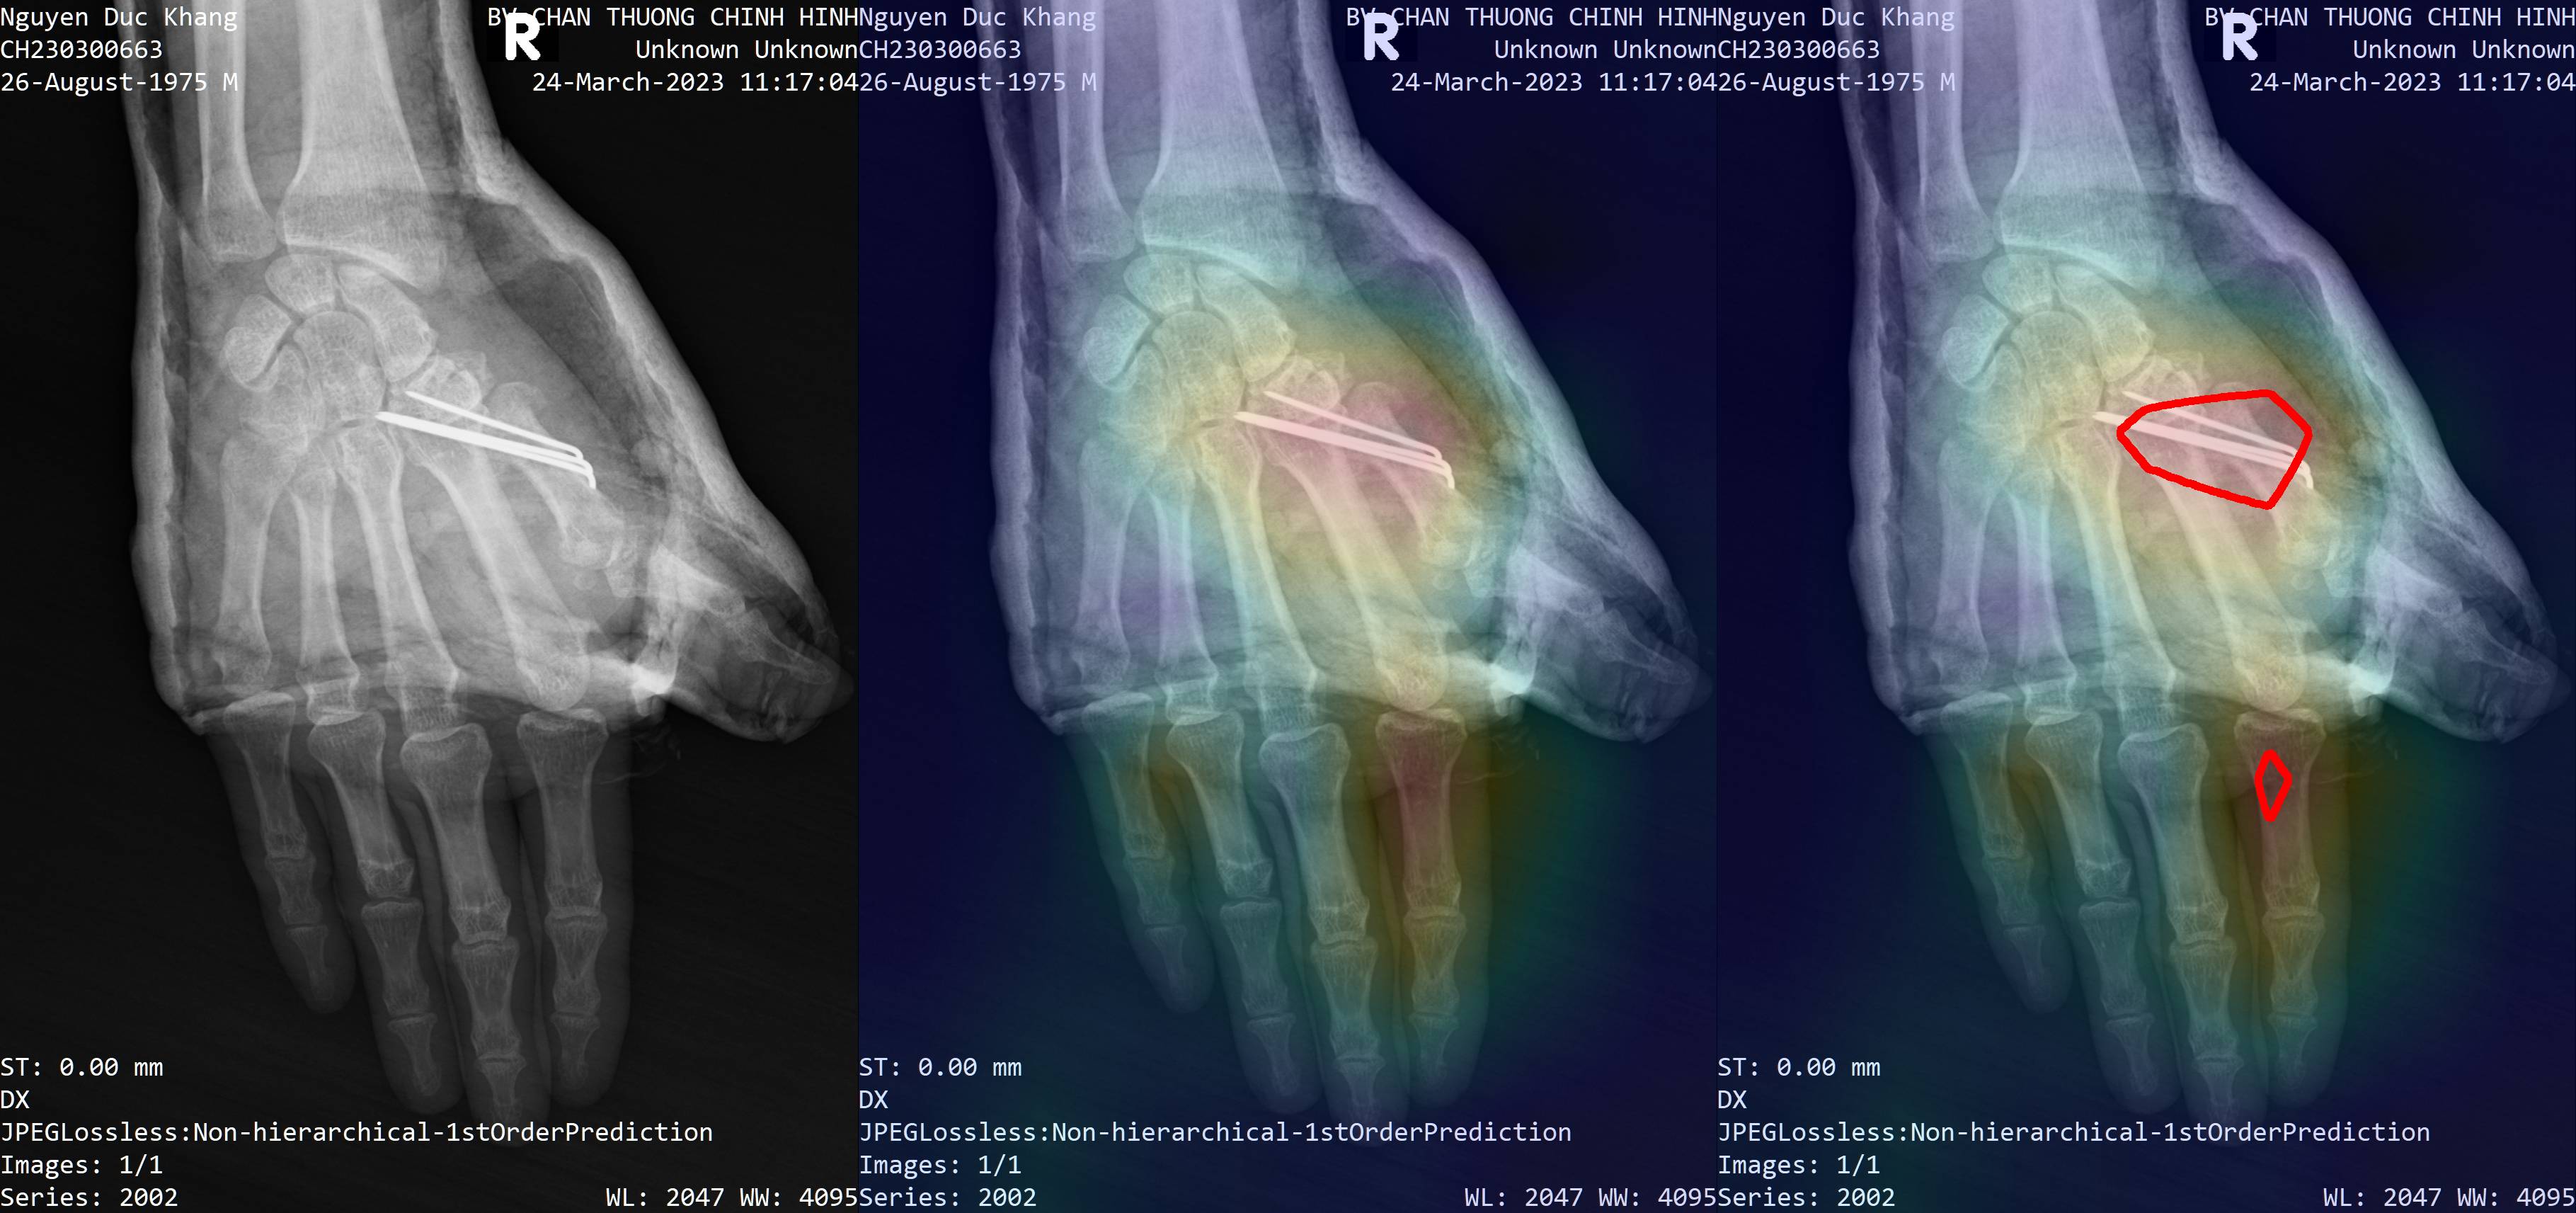 Nguyen Duc Khang
CH230300663
26-August-1975 M
R
BV CHAN THUONG CHINH HINH
Unknown Unknown
24-March-2023 11:17:04
ST: 0.00 mm
DX
JPEGLossless:Non-hierarchical-1stOrderPrediction
Images: 1/1
Series: 2002
WL: 2047 WW: 4095
Nguyen Duc Khang
CH230300663
26-August-1975 M
R
BV CHAN THUONG CHINH HINH
Unknown Unknown
24-March-2023 11:17:04
ST: 0.00 mm
DX
JPEGLossless:Non-hierarchical-1stOrderPrediction
Images: 1/1
Series: 2002
WL: 2047 WW: 4095
Nguyen Duc Khang
CH230300663
26-August-1975 M
R
BV CHAN THUONG CHINH HINH
Unknown Unknown
24-March-2023 11:17:04
ST: 0.00 mm
DX
JPEGLossless:Non-hierarchical-1stOrderPrediction
Images: 1/1
Series: 2002
WL: 2047 WW: 4095